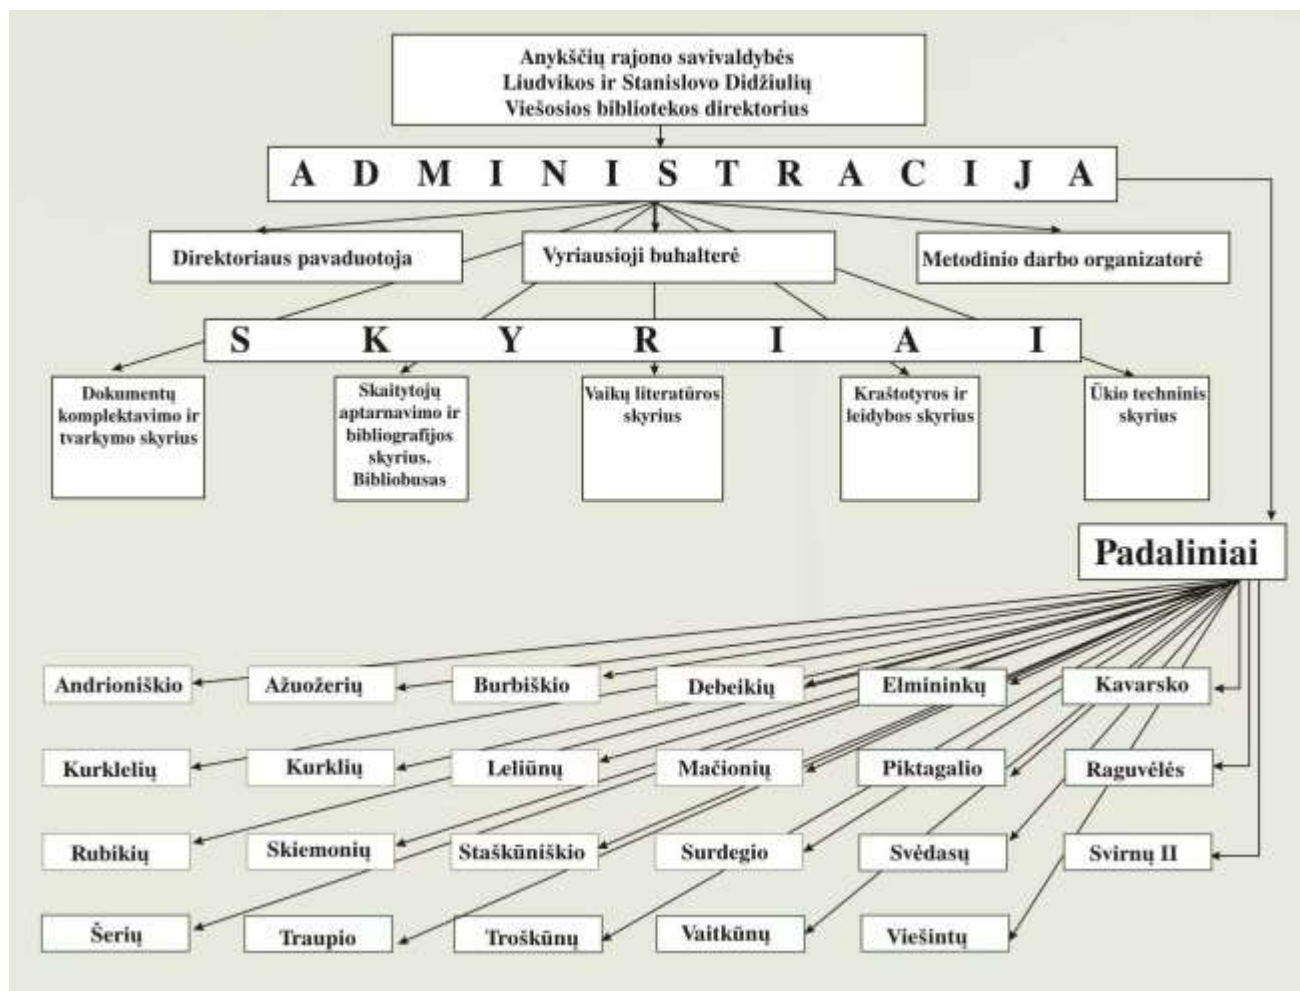 Anykščių rajono savivaldybės
Liudvikos ir Stanislovo Didžiulių
Viešosios bibliotekos direktorius
A D M I N I S T R A C I J A
Direktoriaus pavaduotoja
Vyriausioji buhalterė
Metodinio darbo organizatorė
S K Y R I A I
Dokumentų
komplektavimo ir
tvarkymo skyrius
Skaitytojų
aptarnavimo ir
bibliografijos
skyrius.
Bibliobusas
Vaikų literatūros
skyrius
Kraštotyros ir
leidybos skyrius
Ūkio techninis
skyrius
Padaliniai
Andrioniškio
Ažuožerių
Burbiškio
Debeikių
Elmininkų
Kavarsko
Kurklelių
Kurklių
Leliūnų
Mačionių
Piktagalio
Raguvėlės
Rubikių
Skiemonių
Staškūniškio
Surdegio
Svėdasų
Svirnų II
Šerių
Traupio
Troškūnų
Vaitkūnų
Viešintų